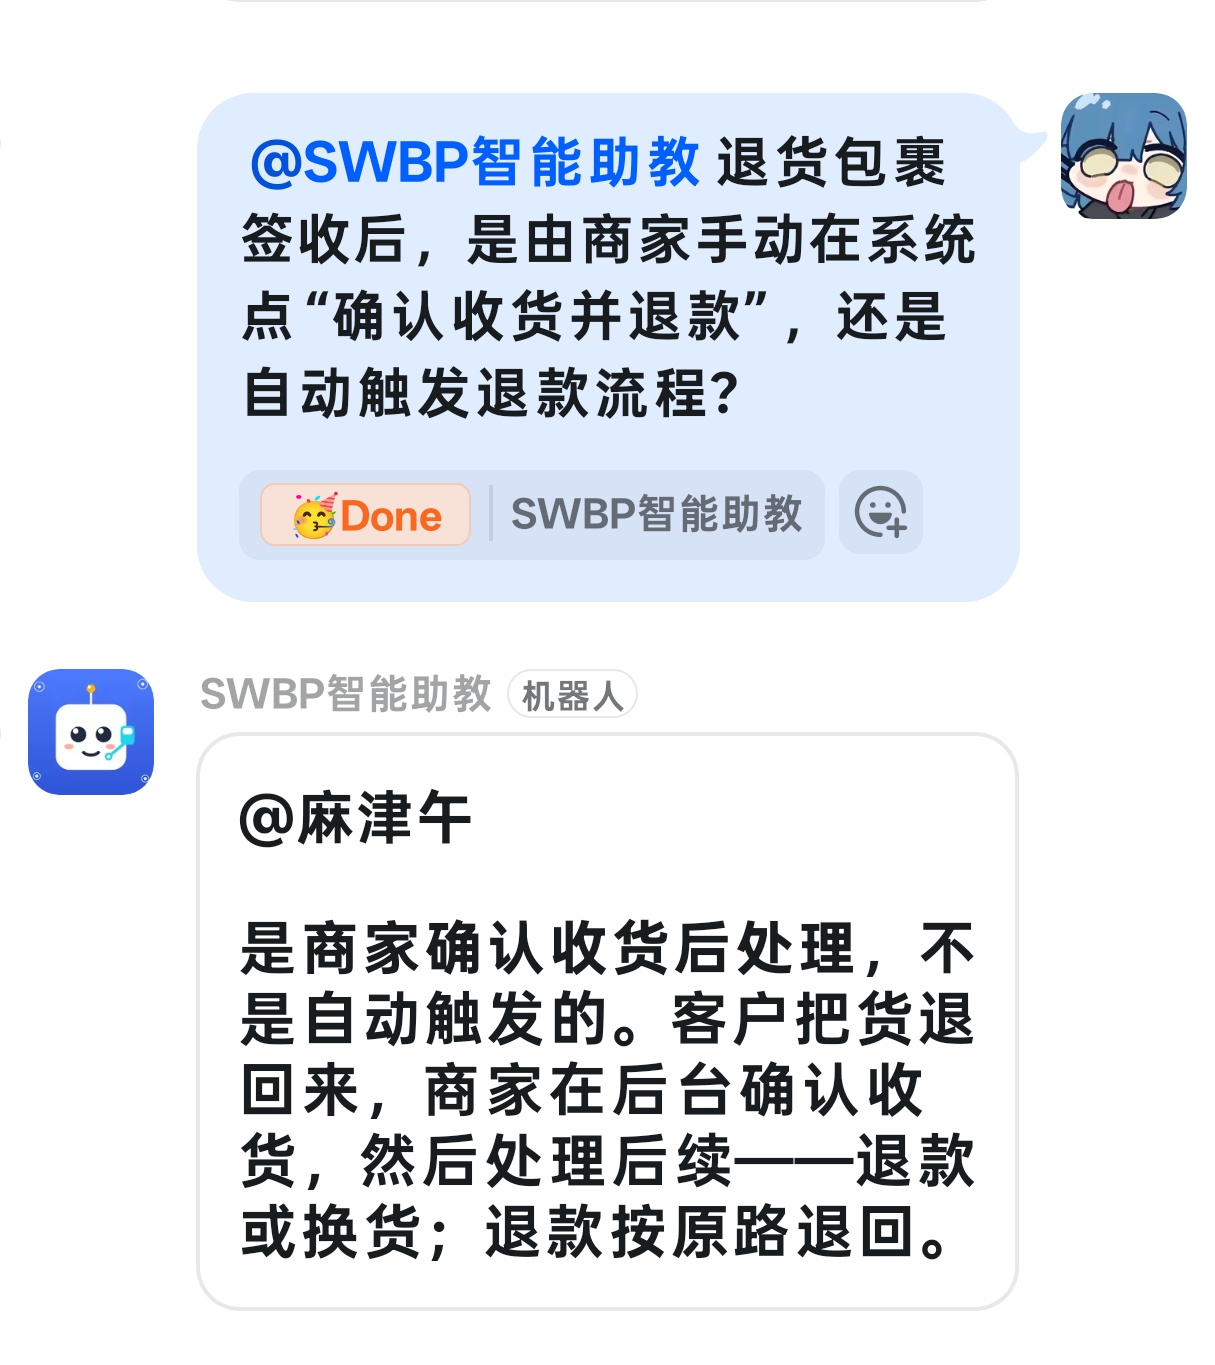 @SWBP智能助教 退货包裹
签收后，是由商家手动在系统
点“确认收货并退款”，还是
自动触发退款流程？
🥳Done | SWBP智能助教
SWBP智能助教 机器人
@麻津午
是商家确认收货后处理，不
是自动触发的。客户把货退
回来，商家在后台确认收
货，然后处理后续——退款
或换货；退款按原路退回。